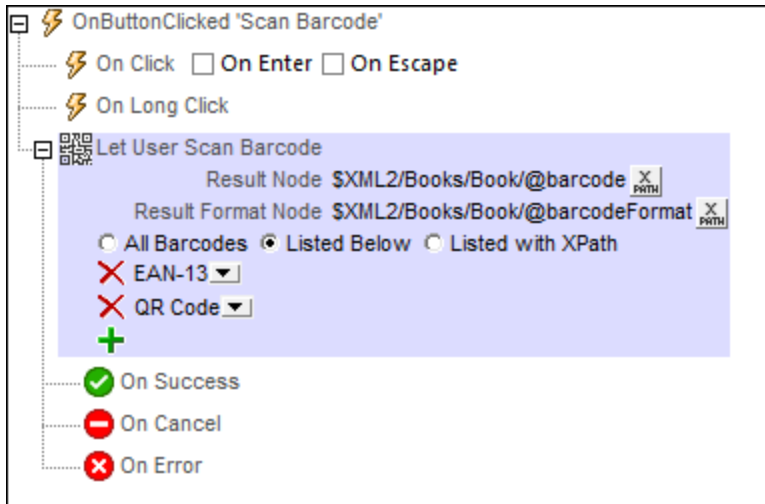 OnButtonClicked 'Scan Barcode'
On Click On Enter On Escape
On Long Click
Let User Scan Barcode
Result Node $XML2/Books/Book/@barcode X PATH
Result Format Node $XML2/Books/Book/@barcodeFormat X PATH
All Barcodes Listed Below Listed with XPath
EAN-13
QR Code
On Success
On Cancel
On Error